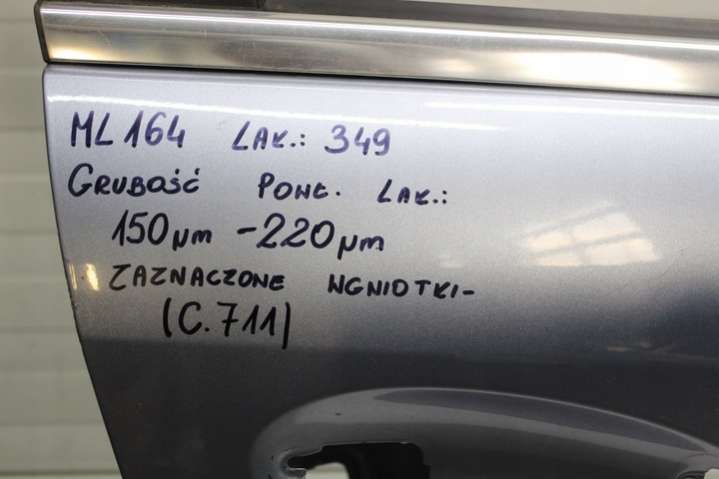 ML 164 LAK.: 349
GRUBOŚĆ POWŁ. LAK.:
150µm - 220µm
ZAZNACZONE WGNIOTKI-
(C.711)